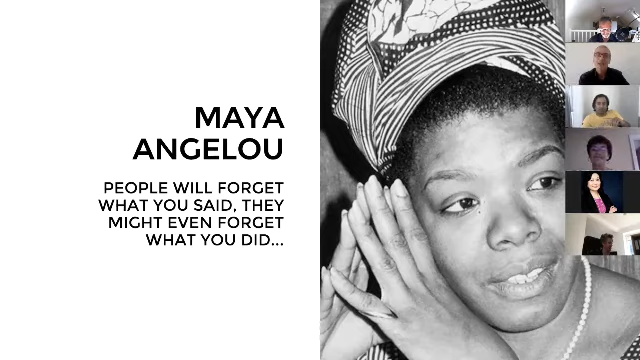 MAYA
ANGELOU
PEOPLE WILL FORGET
WHAT YOU SAID, THEY
MIGHT EVEN FORGET
WHAT YOU DID...